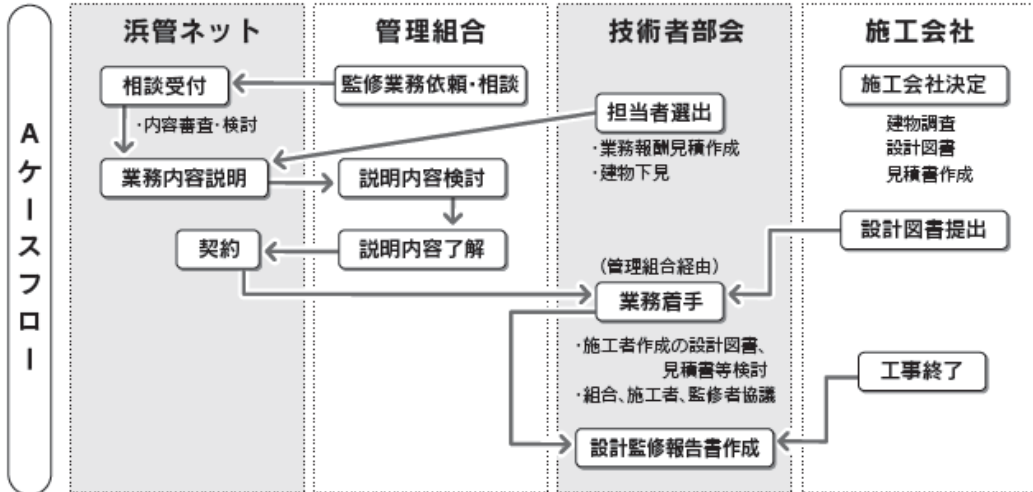 Aケースフロー
浜管ネット
管理組合
技術者部会
施工会社
相談受付
監修業務依頼・相談
施工会社決定
・内容審査・検討
担当者選出
建物調査
設計図書
見積書作成
・業務報酬見積作成
・建物下見
業務内容説明
説明内容検討
契約
説明内容了解
設計図書提出
（管理組合経由）
業務着手
・施工者作成の設計図書、
見積書等検討
・組合、施工者、監修者協議
工事終了
設計監修報告書作成